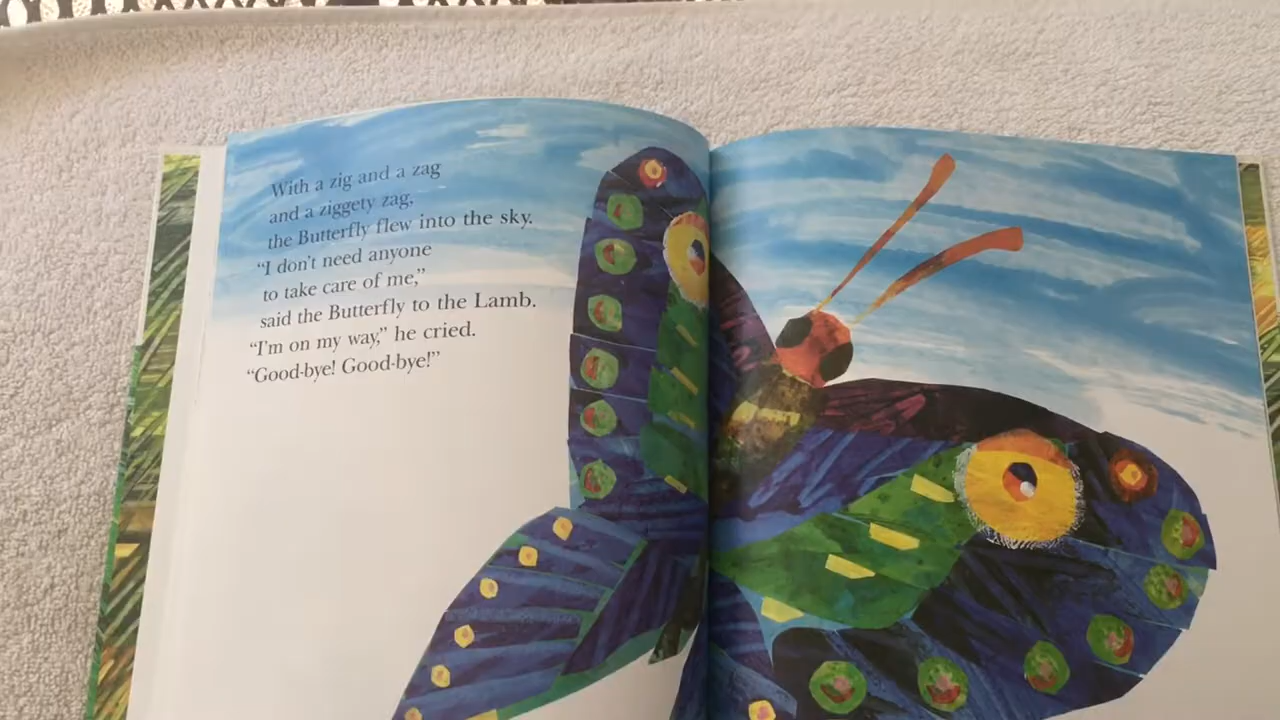 With a zig and a zag
and a ziggety zag,
the Butterfly flew into the sky.
“I don’t need anyone
to take care of me,”
said the Butterfly to the Lamb.
“I’m on my way,” he cried.
“Good-bye! Good-bye!”